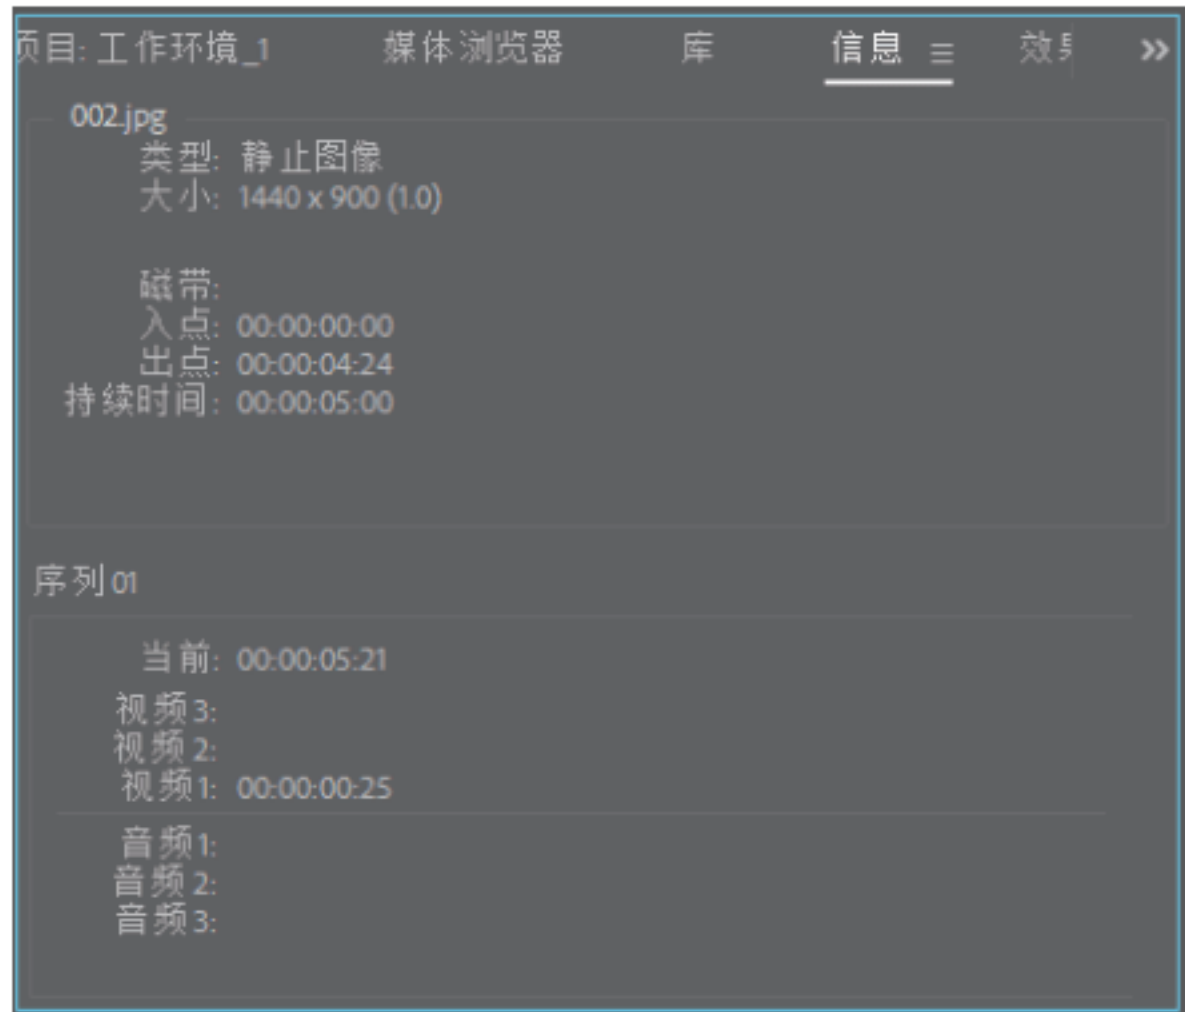 项目: 工作环境_1 媒体浏览器 库 信息 ≡ 效果 »
002.jpg
类型: 静止图像
大小: 1440 x 900 (1.0)
磁带:
入点: 00:00:00:00
出点: 00:00:04:24
持续时间: 00:00:05:00
序列 01
当前: 00:00:05:21
视频 3:
视频 2:
视频 1: 00:00:00:25
音频 1:
音频 2:
音频 3: